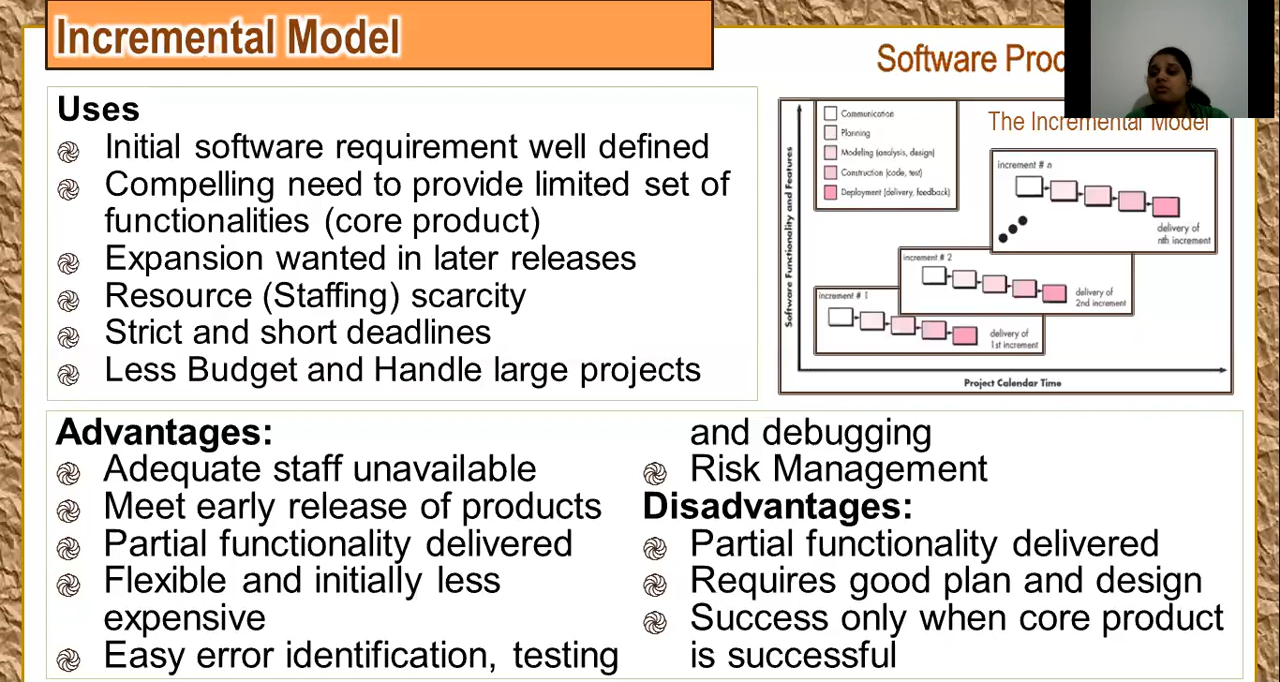 Incremental Model
Software Proc
Uses
Initial software requirement well defined
Compelling need to provide limited set of
functionalities (core product)
Expansion wanted in later releases
Resource (Staffing) scarcity
Strict and short deadlines
Less Budget and Handle large projects
The Incremental Model
Communication
Planning
Modeling (analysis, design)
Construction (code, test)
Deployment (delivery, feedback)
Software Functionality and Features
increment # n
delivery of
nth increment
increment # 2
delivery of
2nd increment
increment # 1
delivery of
1st increment
Project Calendar Time
Advantages:
Adequate staff unavailable
Meet early release of products
Partial functionality delivered
Flexible and initially less
expensive
Easy error identification, testing
and debugging
Risk Management
Disadvantages:
Partial functionality delivered
Requires good plan and design
Success only when core product
is successful